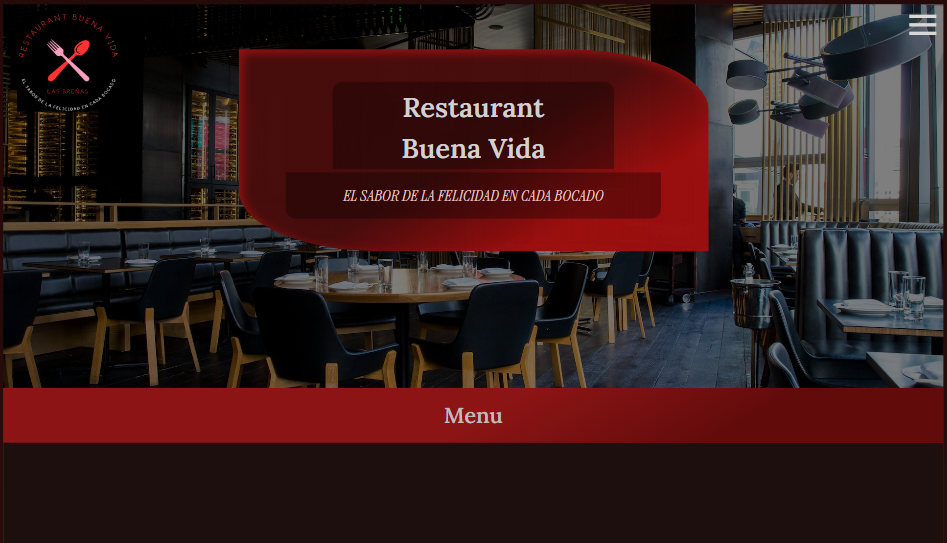 RESTAURANT BUENA VIDA
LAS BREÑAS
EL SABOR DE LA FELICIDAD EN CADA BOCADO
Restaurant
Buena Vida
EL SABOR DE LA FELICIDAD EN CADA BOCADO
Menu